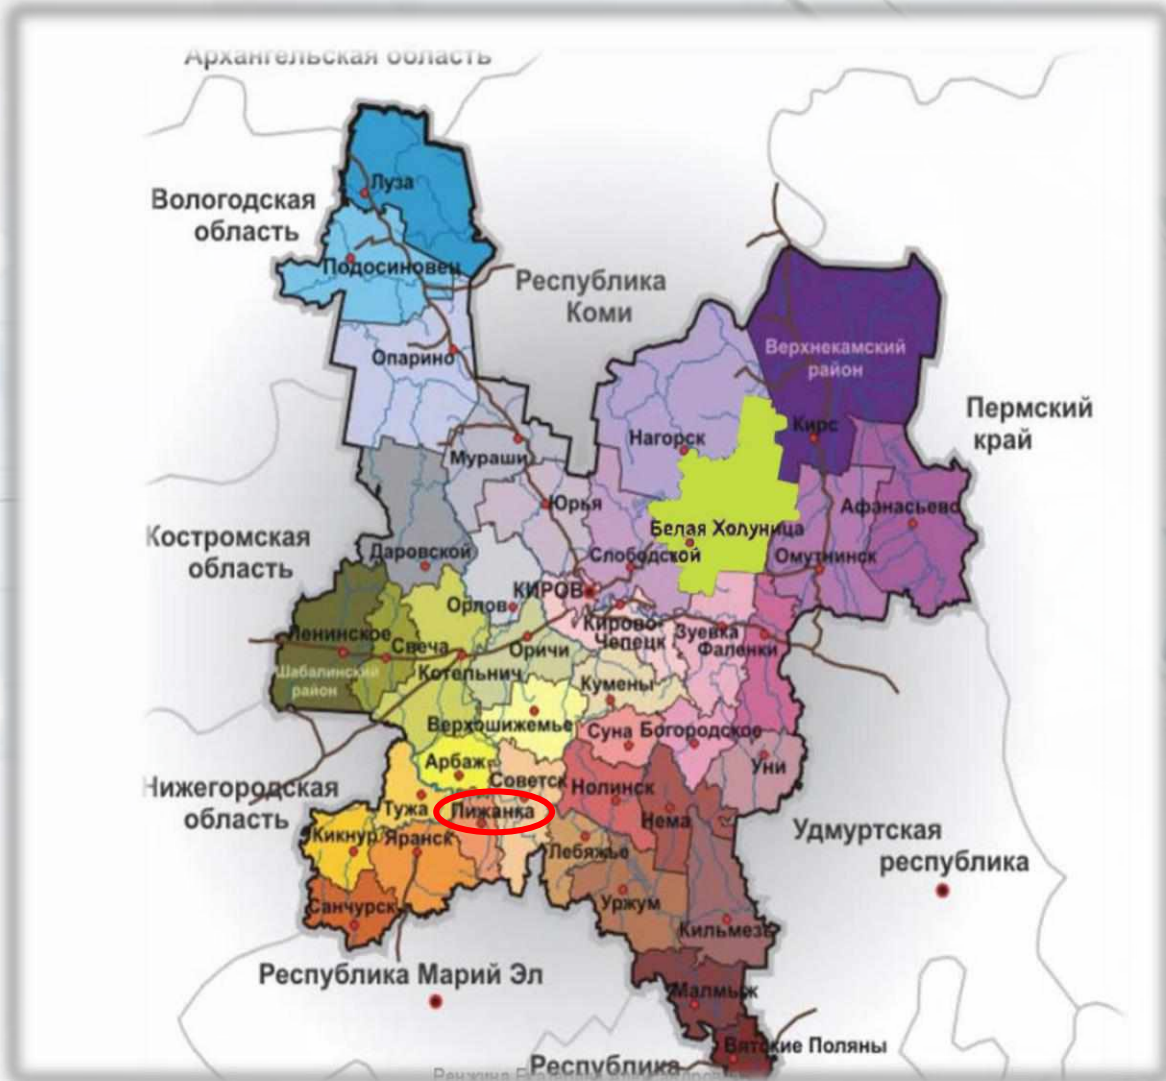 Архангельская область
Луза
Вологодская
область
Подосиновец
Республика
Коми
Опарино
Верхнекамский
район
Пермский
край
Кирс
Нагорск
Мураши
Юрья
Афанасьево
Белая Холуница
Костромская
область
Даровской
Слободской
Омутнинск
КИРОВ
Орлов
Кирово-
Чепецк
Зуевка
Фаленки
Ленинское
Свеча
Оричи
Шабалинский
район
Котельнич
Кумены
Верхошижемье
Суна
Богородское
Арбаж
Уни
Советск
Нолинск
Нижегородская
область
Тужа
Пижанка
Нема
Удмуртская
республика
Кикнур
Яранск
Лебяжье
Санчурск
Уржум
Кильмезь
Республика Марий Эл
Малмыж
Вятские Поляны
Республика